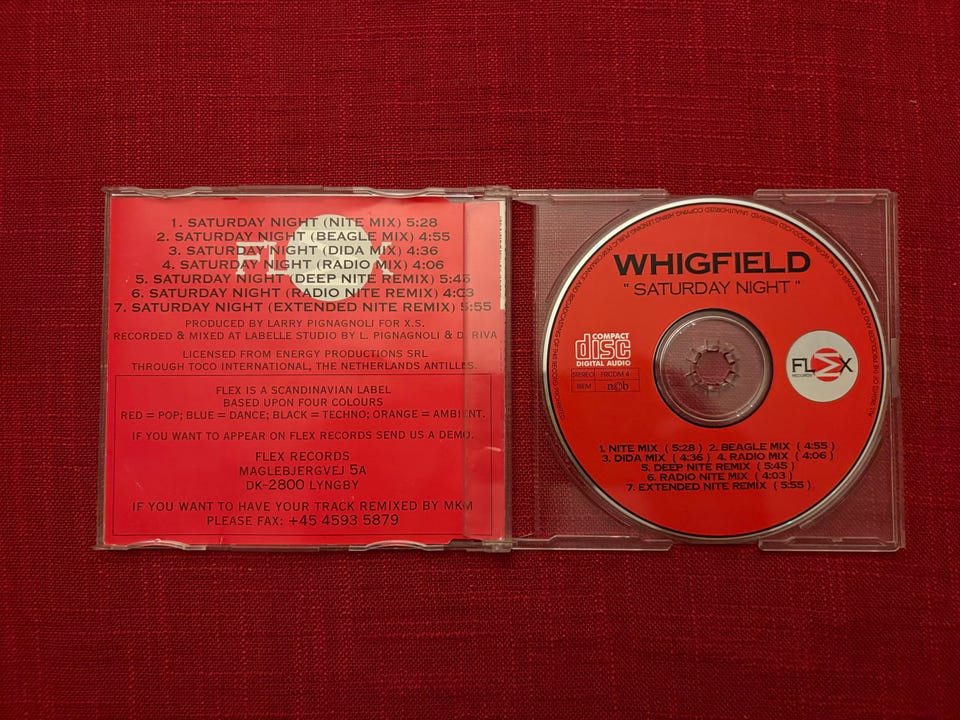 1. SATURDAY NIGHT (NITE MIX) 5:28
2. SATURDAY NIGHT (BEAGLE MIX) 4:55
3. SATURDAY NIGHT (DIDA MIX) 4:36
4. SATURDAY NIGHT (RADIO MIX) 4:06
5. SATURDAY NIGHT (DEEP NITE REMIX) 5:45
6. SATURDAY NIGHT (RADIO NITE REMIX) 4:03
7. SATURDAY NIGHT (EXTENDED NITE REMIX) 5:55
PRODUCED BY LARRY PIGNAGNOLI FOR X.S.
RECORDED & MIXED AT LABELLE STUDIO BY L. PIGNAGNOLI & D. RIVA
LICENSED FROM ENERGY PRODUCTIONS SRL
THROUGH TOCO INTERNATIONAL, THE NETHERLANDS ANTILLES.
FLEX IS A SCANDINAVIAN LABEL
BASED UPON FOUR COLOURS
RED = POP; BLUE = DANCE; BLACK = TECHNO; ORANGE = AMBIENT.
IF YOU WANT TO APPEAR ON FLEX RECORDS SEND US A DEMO.
FLEX RECORDS
MAGLEBJERGVEJ 5A
DK-2800 LYNGBY
IF YOU WANT TO HAVE YOUR TRACK REMIXED BY MKM
PLEASE FAX: +45 4593 5879
WHIGFIELD
" SATURDAY NIGHT "
COMPACT
disc
DIGITAL AUDIO
STEREO FRCDM 4
BIEM n©b
FLEX
RECORDS
1. NITE MIX ( 5:28 ) 2. BEAGLE MIX ( 4:55 )
3. DIDA MIX ( 4:36 ) 4. RADIO MIX ( 4:06 )
5. DEEP NITE REMIX ( 5:45 )
6. RADIO NITE MIX ( 4:03 )
7. EXTENDED NITE REMIX ( 5:55 )